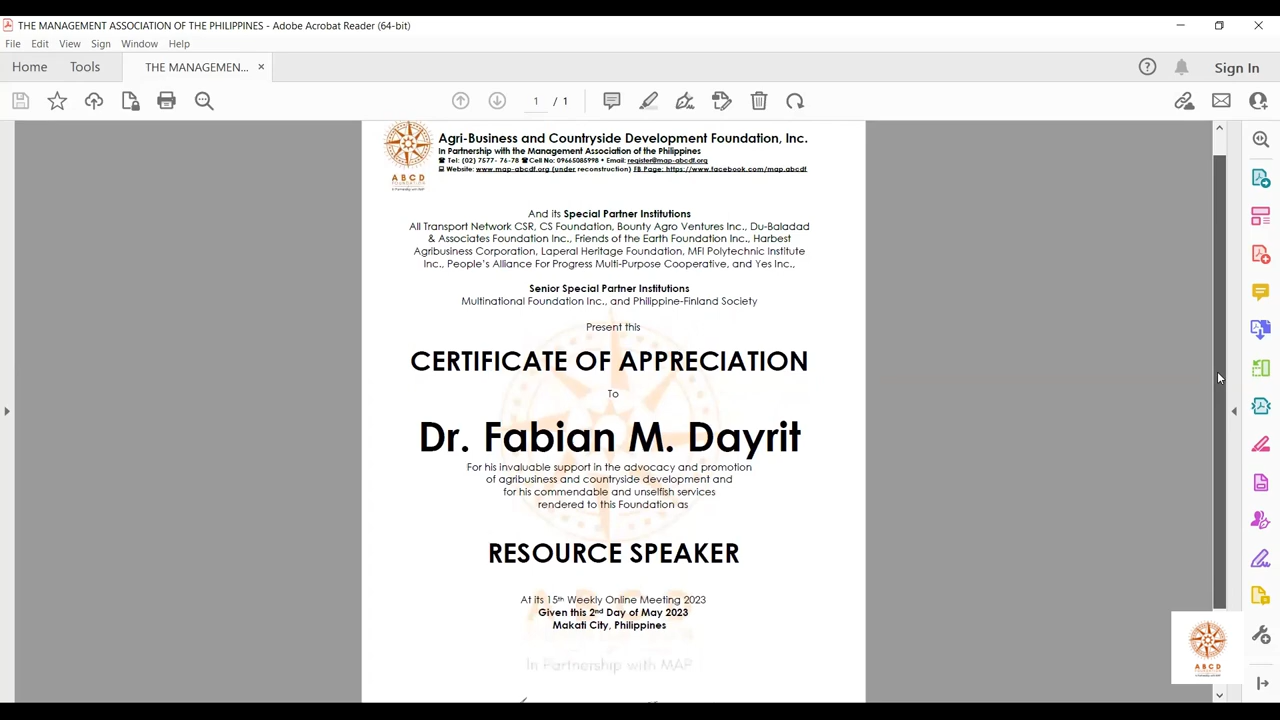 THE MANAGEMENT ASSOCIATION OF THE PHILIPPINES - Adobe Acrobat Reader (64-bit)
File Edit View Sign Window Help
Home Tools THE MANAGEMEN... Sign In
1 / 1
Agri-Business and Countryside Development Foundation, Inc.
In Partnership with the Management Association of the Philippines
Tel: (02) 7577- 76-78 Cell No: 09665085998 • Email: register@map-abcdf.org
Website: www.map-abcdf.org (under reconstruction) FB Page: https://www.facebook.com/map.abcdf
ABCD
FOUNDATION
And its Special Partner Institutions
All Transport Network CSR, CS Foundation, Bounty Agro Ventures Inc., Du-Baladad
& Associates Foundation Inc., Friends of the Earth Foundation Inc., Harbest
Agribusiness Corporation, Laperal Heritage Foundation, MFI Polytechnic Institute
Inc., People's Alliance For Progress Multi-Purpose Cooperative, and Yes Inc.,
Senior Special Partner Institutions
Multinational Foundation Inc., and Philippine-Finland Society
Present this
CERTIFICATE OF APPRECIATION
To
Dr. Fabian M. Dayrit
For his invaluable support in the advocacy and promotion
of agribusiness and countryside development and
for his commendable and unselfish services
rendered to this Foundation as
RESOURCE SPEAKER
At its 15th Weekly Online Meeting 2023
Given this 2nd Day of May 2023
Makati City, Philippines
ABCD
In Partnership with MAP
ABCD